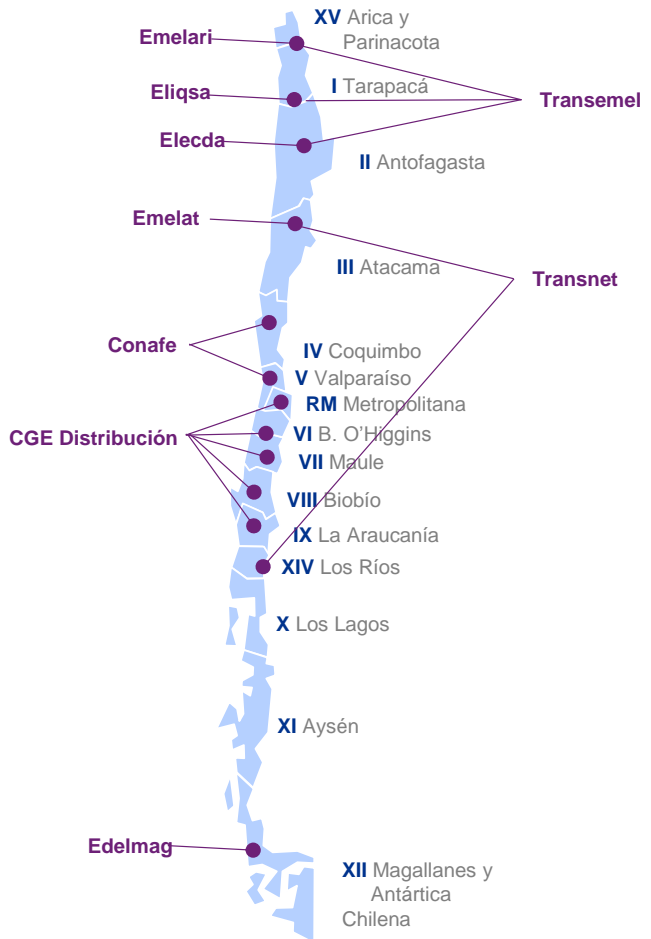 XV Arica y
Parinacota
Emelari
I Tarapacá
Eliqsa
Transemel
Elecda
II Antofagasta
Emelat
III Atacama
Transnet
Conafe
IV Coquimbo
V Valparaíso
RM Metropolitana
CGE Distribución
VI B. O’Higgins
VII Maule
VIII Biobío
IX La Araucanía
XIV Los Ríos
X Los Lagos
XI Aysén
Edelmag
XII Magallanes y
Antártica
Chilena